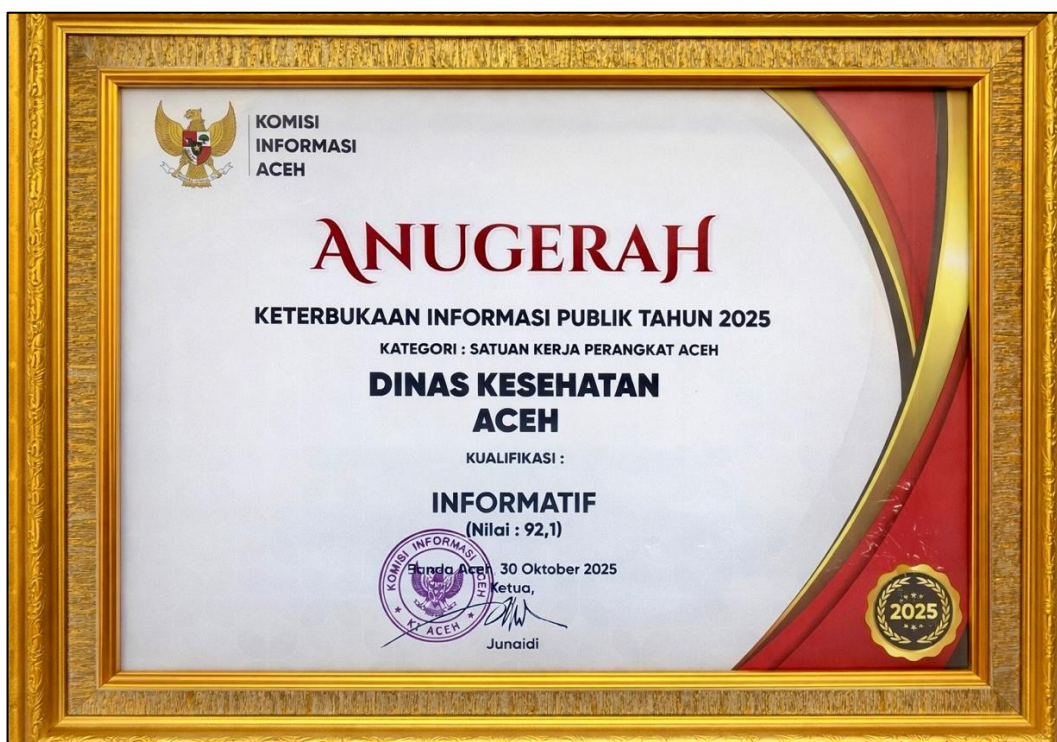 KOMISI
INFORMASI
ACEH
ANUGERAH
KETERBUKAAN INFORMASI PUBLIK TAHUN 2025
KATEGORI : SATUAN KERJA PERANGKAT ACEH
DINAS KESEHATAN
ACEH
KUALIFIKASI :
INFORMATIF
(Nilai : 92,1)
Banda Aceh, 30 Oktober 2025
Ketua,
KOMISI INFORMASI ACEH
KI ACEH
Junaidi
2025